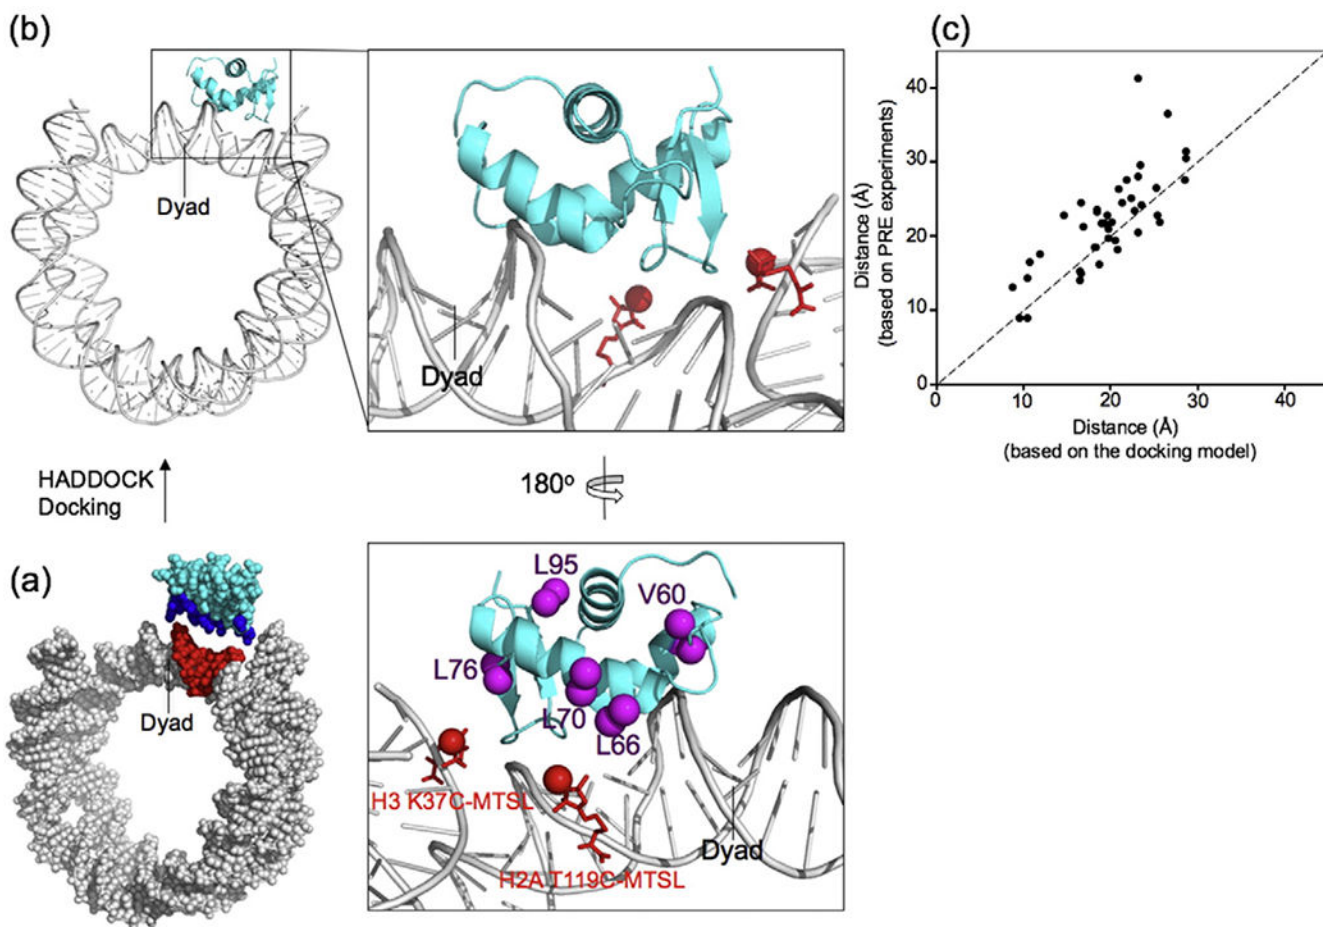 (b)
Dyad
Dyad
(c)
40
30
20
10
0
Distance (Å)
(based on PRE experiments)
0
10
20
30
40
Distance (Å)
(based on the docking model)
HADDOCK
Docking
180º
(a)
Dyad
L95
V60
L76
L70
L66
H3 K37C-MTSL
H2A T119C-MTSL
Dyad